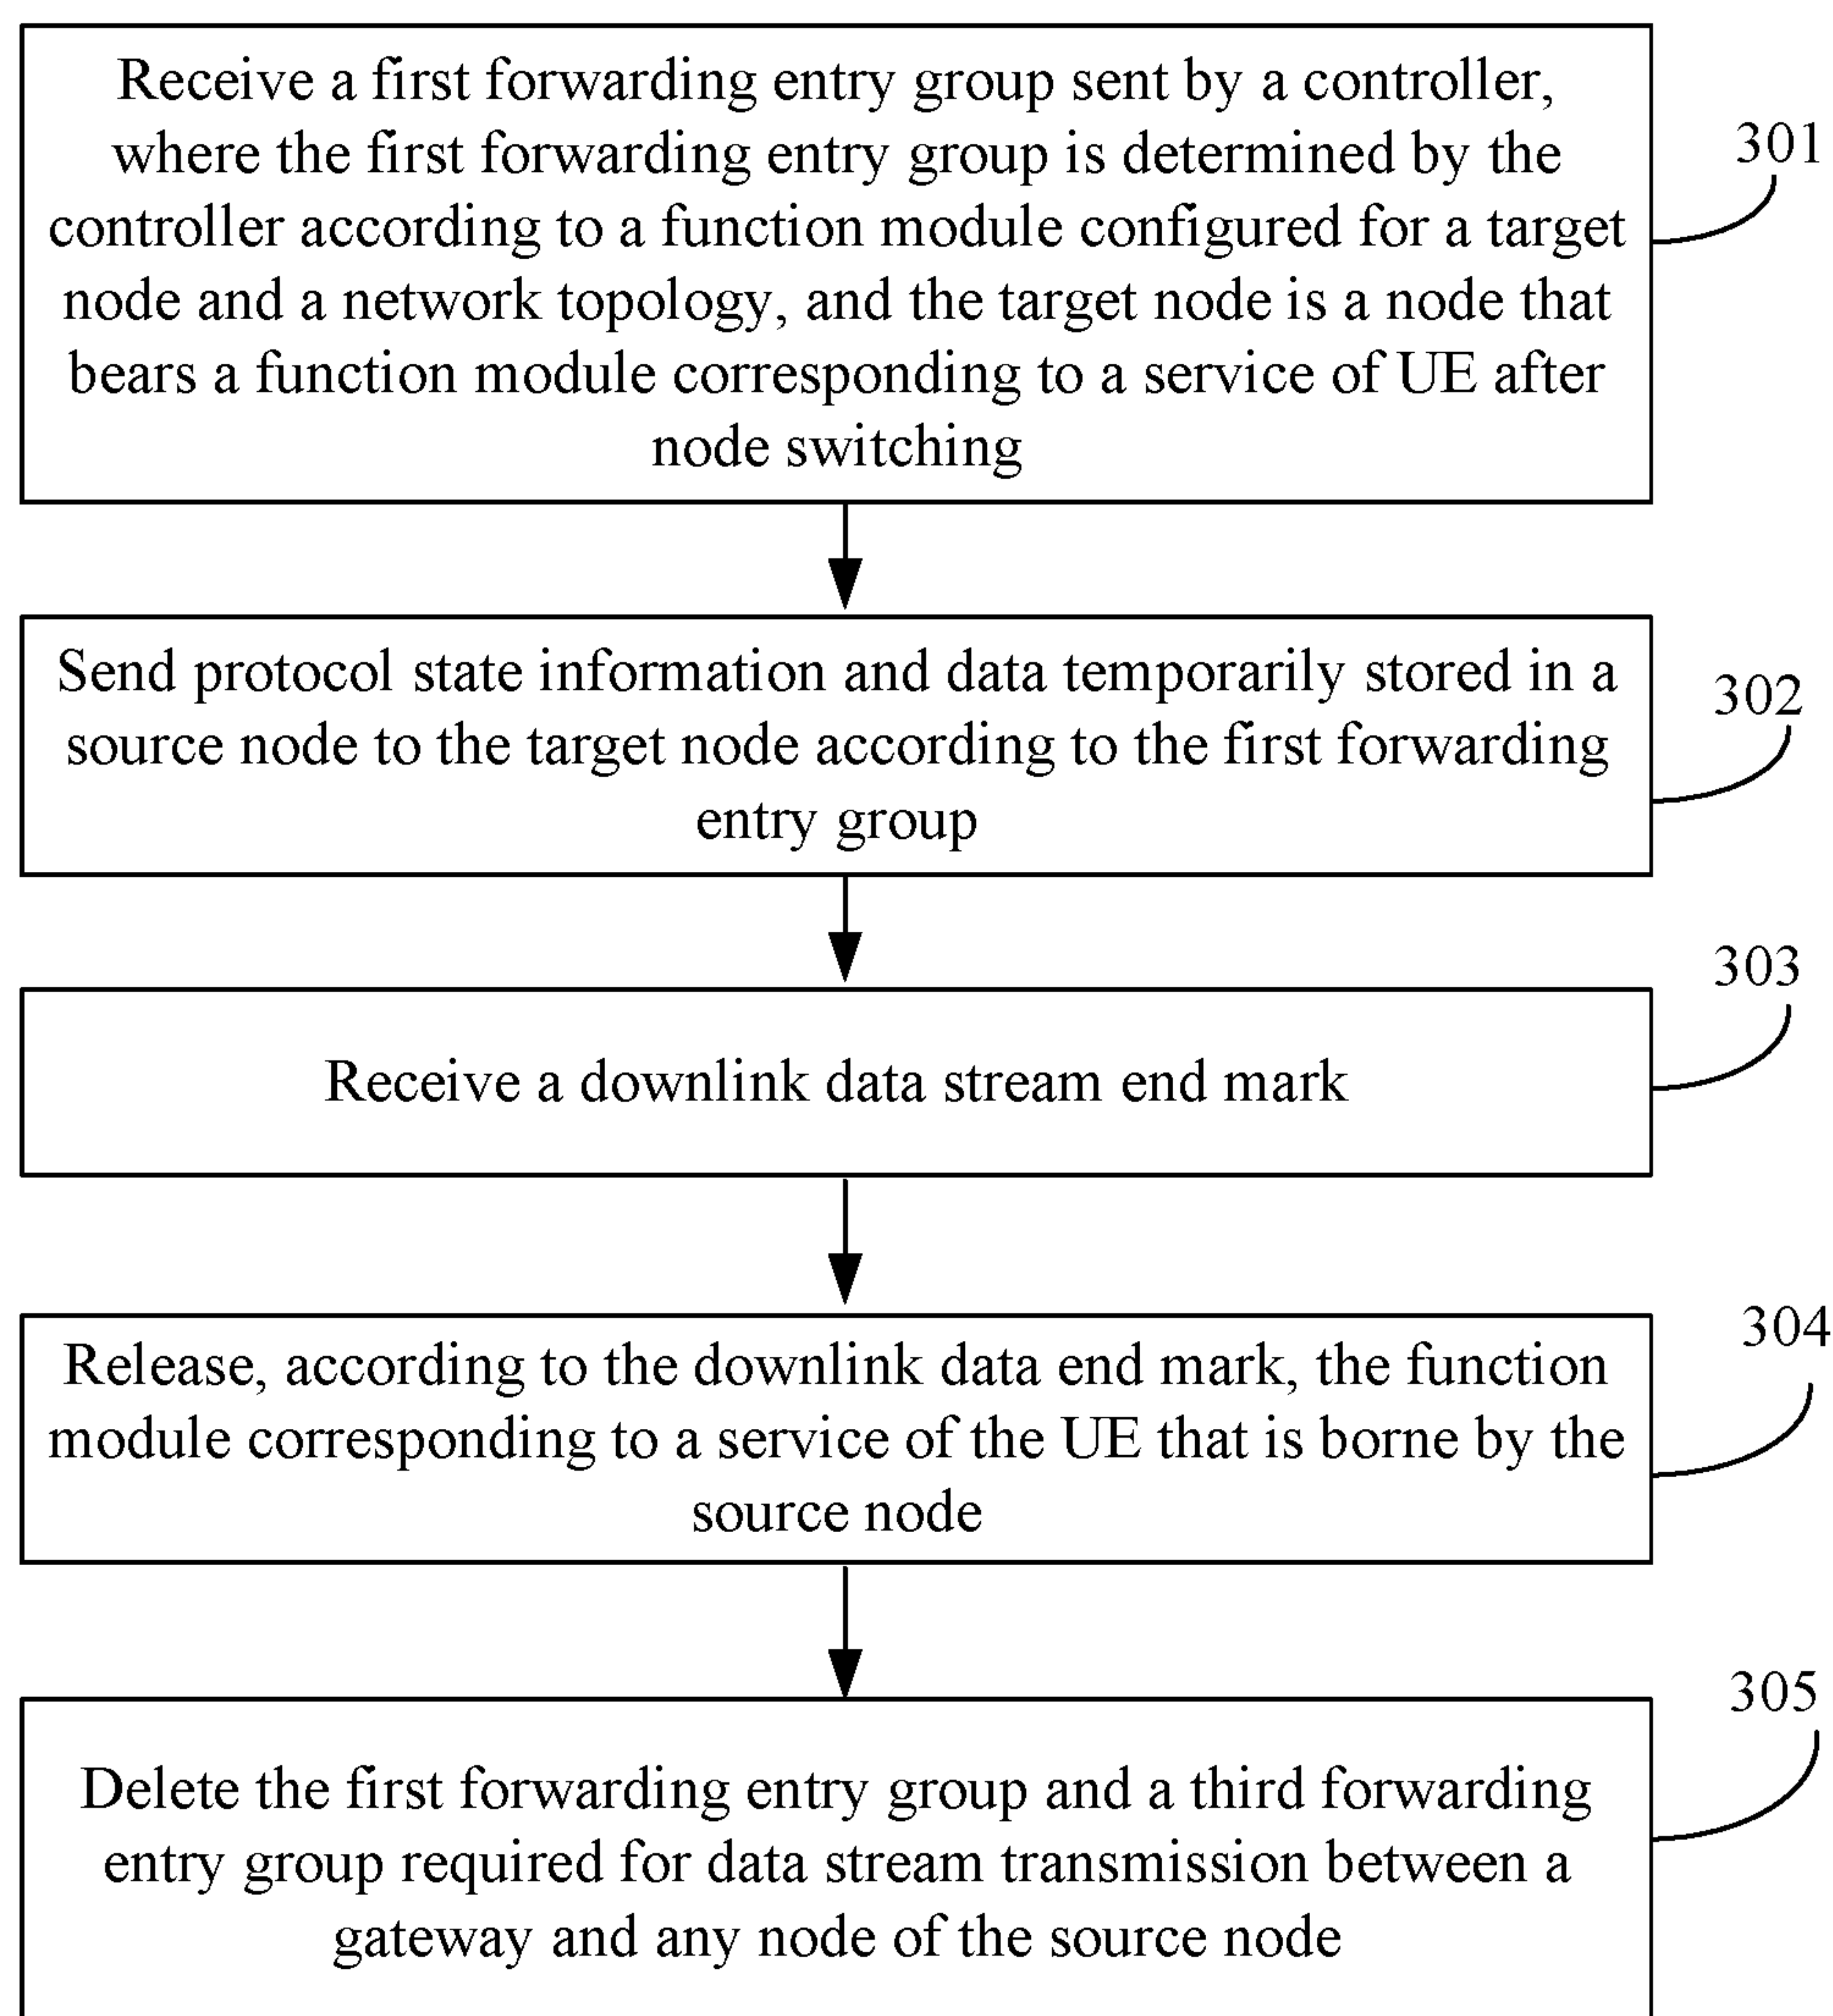 Receive a first forwarding entry group sent by a controller,
where the first forwarding entry group is determined by the
controller according to a function module configured for a target
node and a network topology, and the target node is a node that
bears a function module corresponding to a service of UE after
node switching
301
Send protocol state information and data temporarily stored in a
source node to the target node according to the first forwarding
entry group
302
Receive a downlink data stream end mark
303
Release, according to the downlink data end mark, the function
module corresponding to a service of the UE that is borne by the
source node
304
Delete the first forwarding entry group and a third forwarding
entry group required for data stream transmission between a
gateway and any node of the source node
305